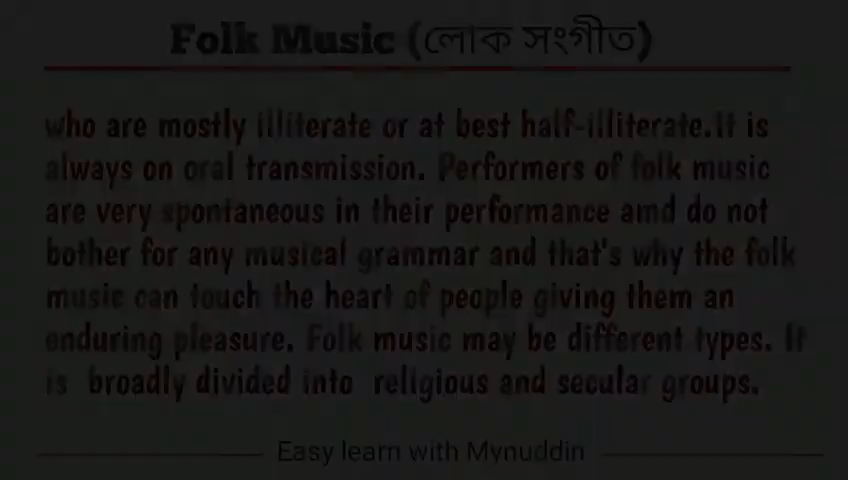 Folk Music (লোক সংগীত)
who are mostly illiterate or at best half-illiterate.It is
always on oral transmission. Performers of folk music
are very spontaneous in their performance amd do not
bother for any musical grammar and that's why the folk
music can touch the heart of people giving them an
enduring pleasure. Folk music may be different types. It
is broadly divided into religious and secular groups.
Easy learn with Mynuddin